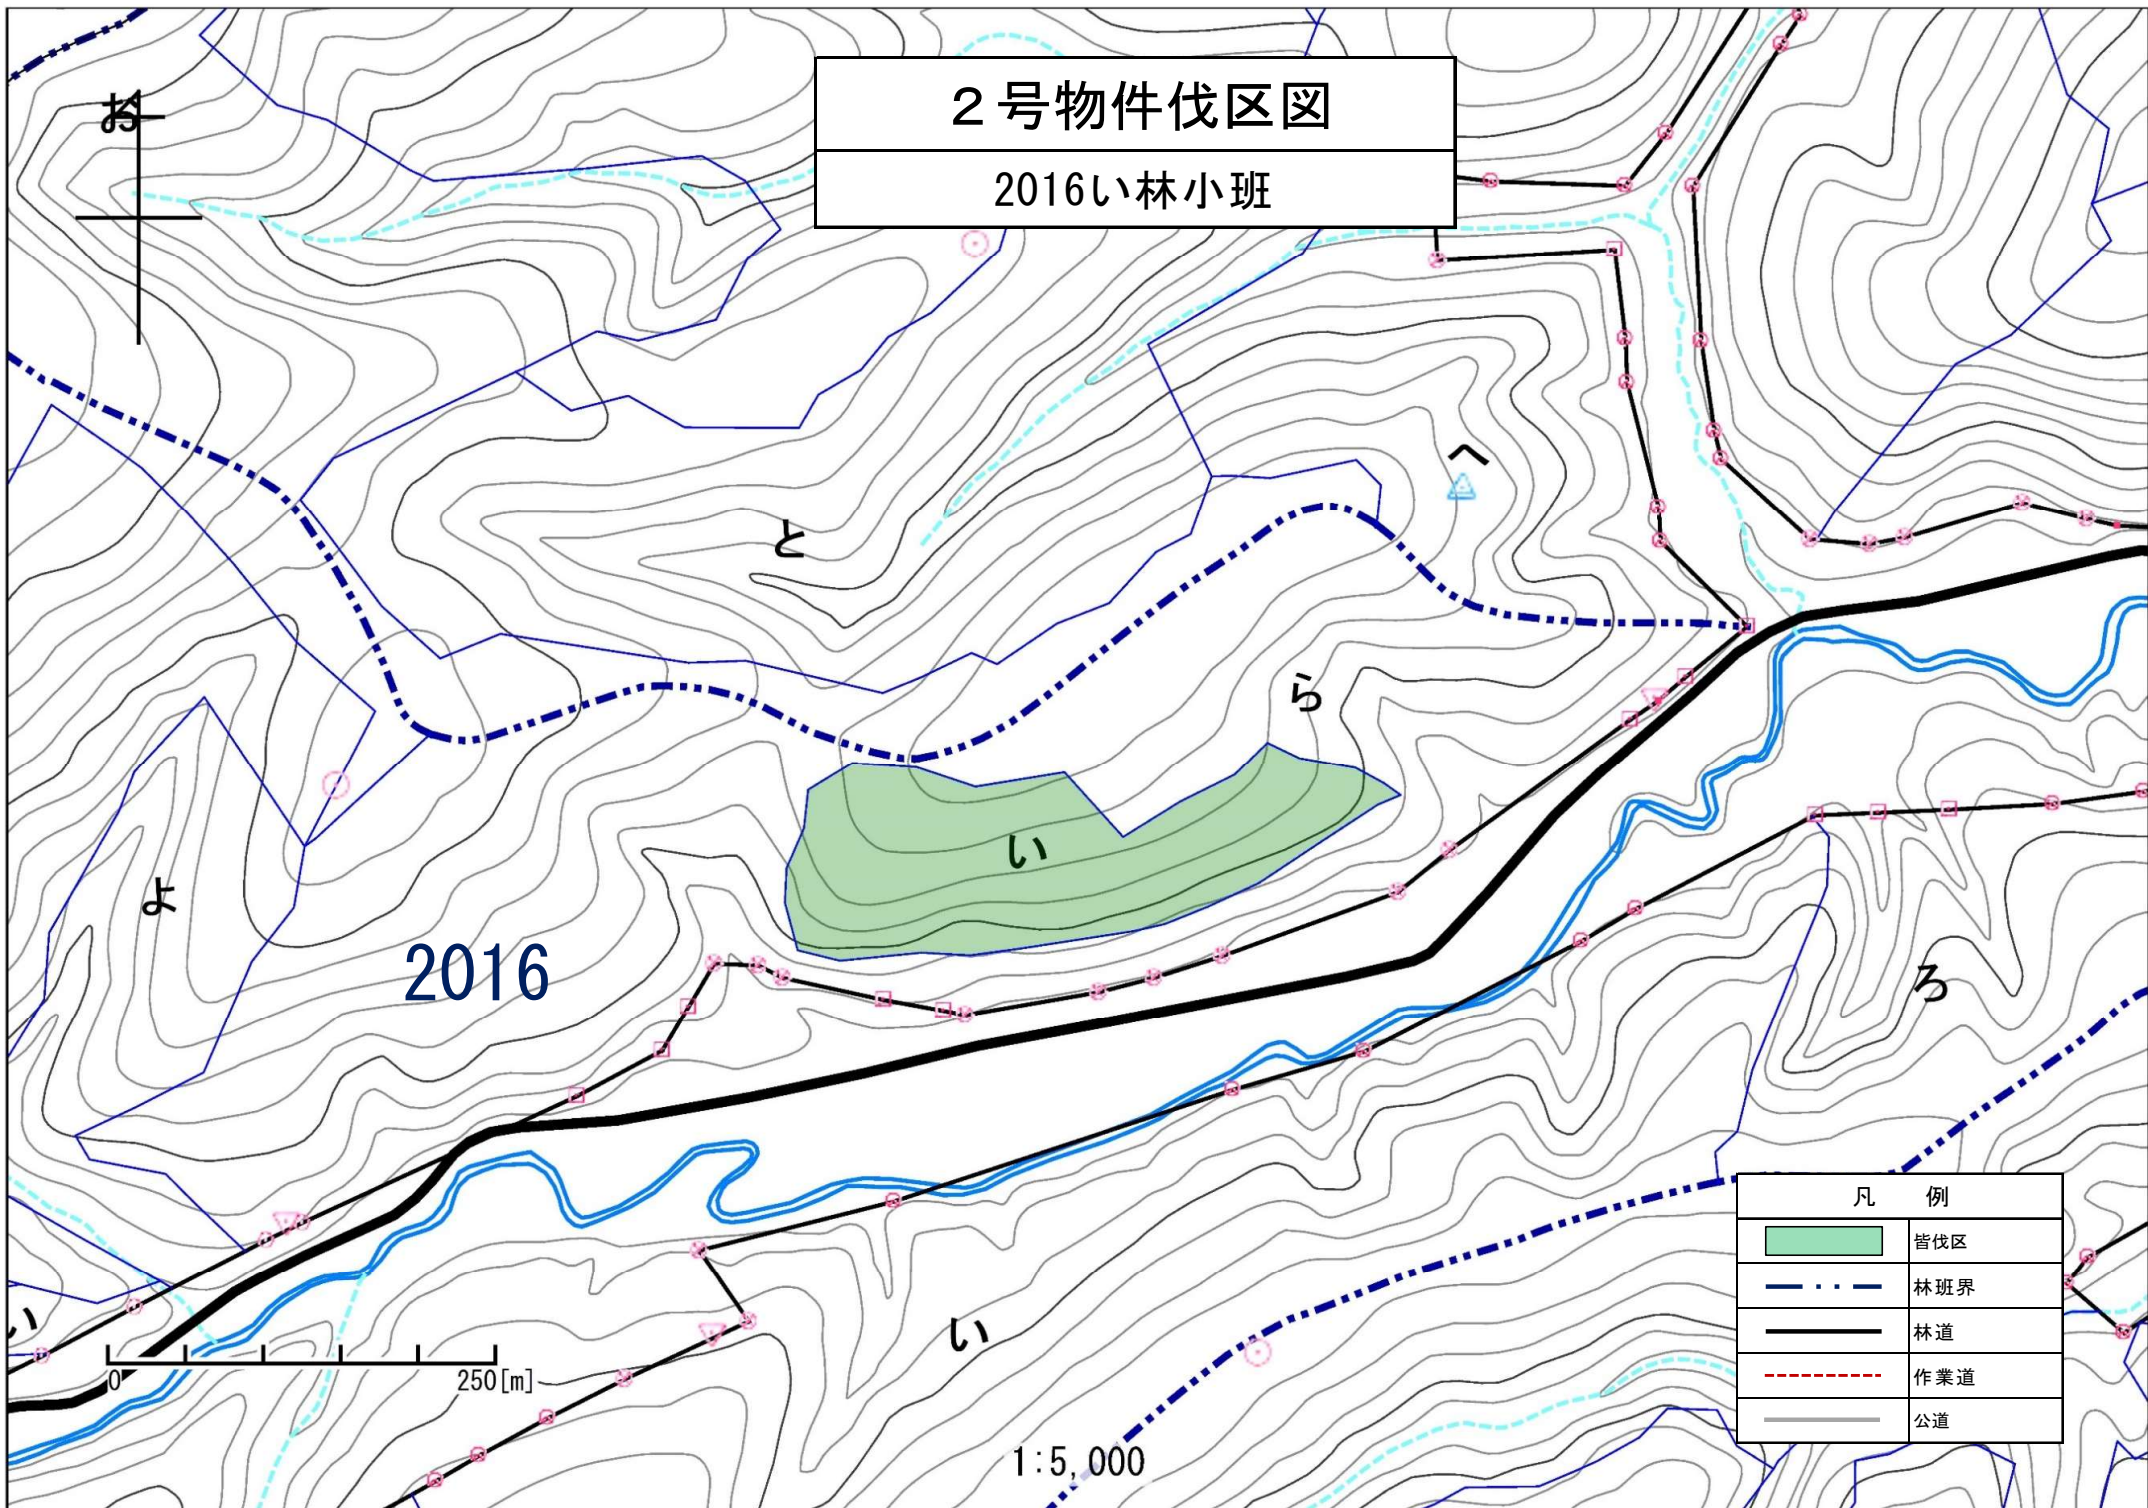 ２号物件伐区図
2016い林小班
お
へ
と
ら
い
よ
2016
ろ
い
い
0
250[m]
1:5,000
凡 例
皆伐区
林班界
林道
作業道
公道